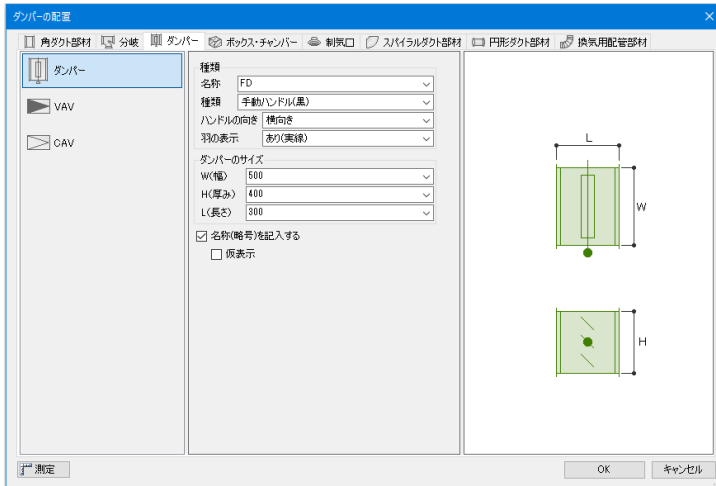 ダンパーの配置
角ダクト部材 分岐 ダンパー ボックス・チャンバー 制気口 スパイラルダクト部材 円形ダクト部材 換気用配管部材
ダンパー
VAV
CAV
種類
名称 FD
種類 手動ハンドル(黒)
ハンドルの向き 横向き
羽の表示 あり(実線)
ダンパーのサイズ
W(幅) 500
H(厚み) 400
L(長さ) 300
名称(略号)を記入する
仮表示
L
W
H
測定
OK キャンセル